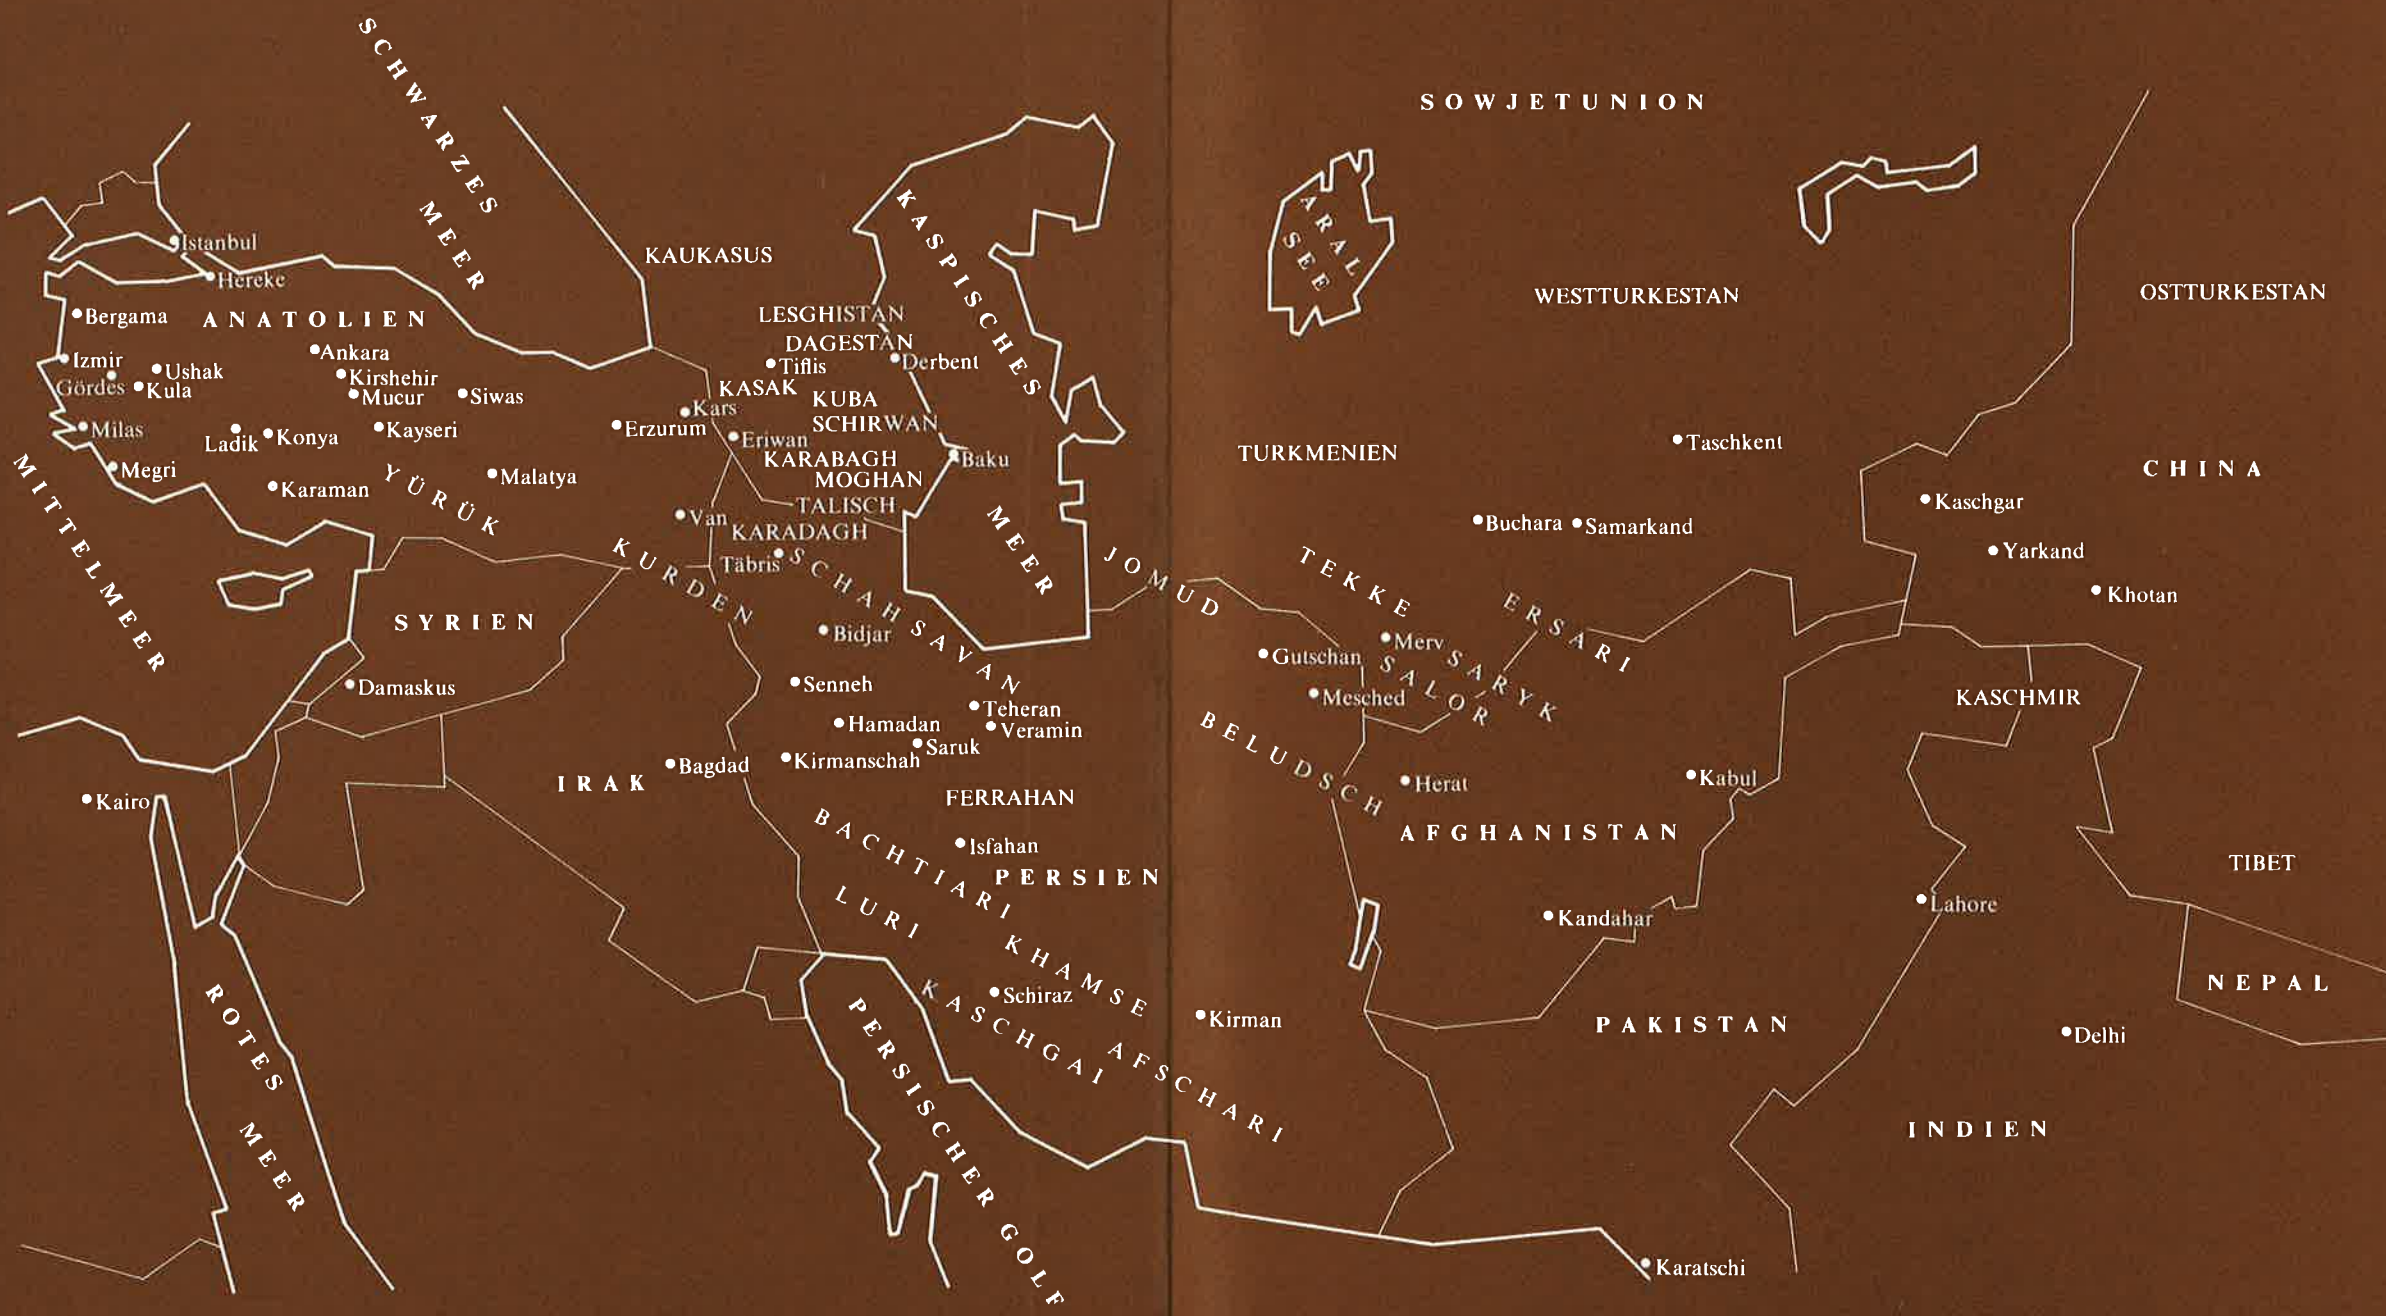 SCHWARZES MEER
SOWJETUNION
KASPISCHES MEER
ARAL SEE
Istanbul
Hereke
KAUKASUS
WESTTURKESTAN
OSTTURKESTAN
Bergama
ANATOLIEN
LESGHISTAN
DAGESTAN
Izmir
Gördes
Ushak
Kula
Ankara
Kirshehir
Mucur
Siwas
Tiflis
Derbent
KASAK
KUBA
SCHIRWAN
Kars
Erzurum
Eriwan
Milas
Ladik
Konya
Kayseri
KARABAGH
MOGHAN
Baku
TURKMENIEN
Taschkent
CHINA
Megri
Karaman
YÜRÜK
Malatya
TALISCH
Van
KARADAGH
Täbris
MITTELMEER
KURDEN
SCHAHSAVAN
JOMUD
TEKKE
ERSARI
Buchara
Samarkand
Kaschgar
Yarkand
Khotan
SYRIEN
Bidjar
Gutschan
Merv
SALOR
SARYK
Damaskus
Senneh
Teheran
Veramin
Mesched
KASCHMIR
Hamadan
Saruk
Kirmanschah
BELUDSCH
IRAK
Bagdad
Herat
Kabul
Kairo
FERRAHAN
AFGHANISTAN
BACHTIARI
Isfahan
PERSIEN
TIBET
LURI
Kandahar
Lahore
KHAMSE
NEPAL
ROTES MEER
KASCHGAI
Schiraz
Kirman
PAKISTAN
Delhi
PERSISCHER GOLF
AFSCHARI
INDIEN
Karatschi